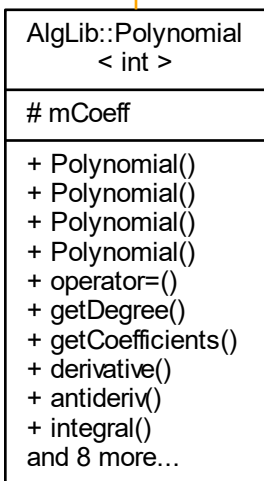 AlgLib::Polynomial
< int >
# mCoeff
+ Polynomial()
+ Polynomial()
+ Polynomial()
+ Polynomial()
+ operator=()
+ getDegree()
+ getCoefficients()
+ derivative()
+ antideriv()
+ integral()
and 8 more...